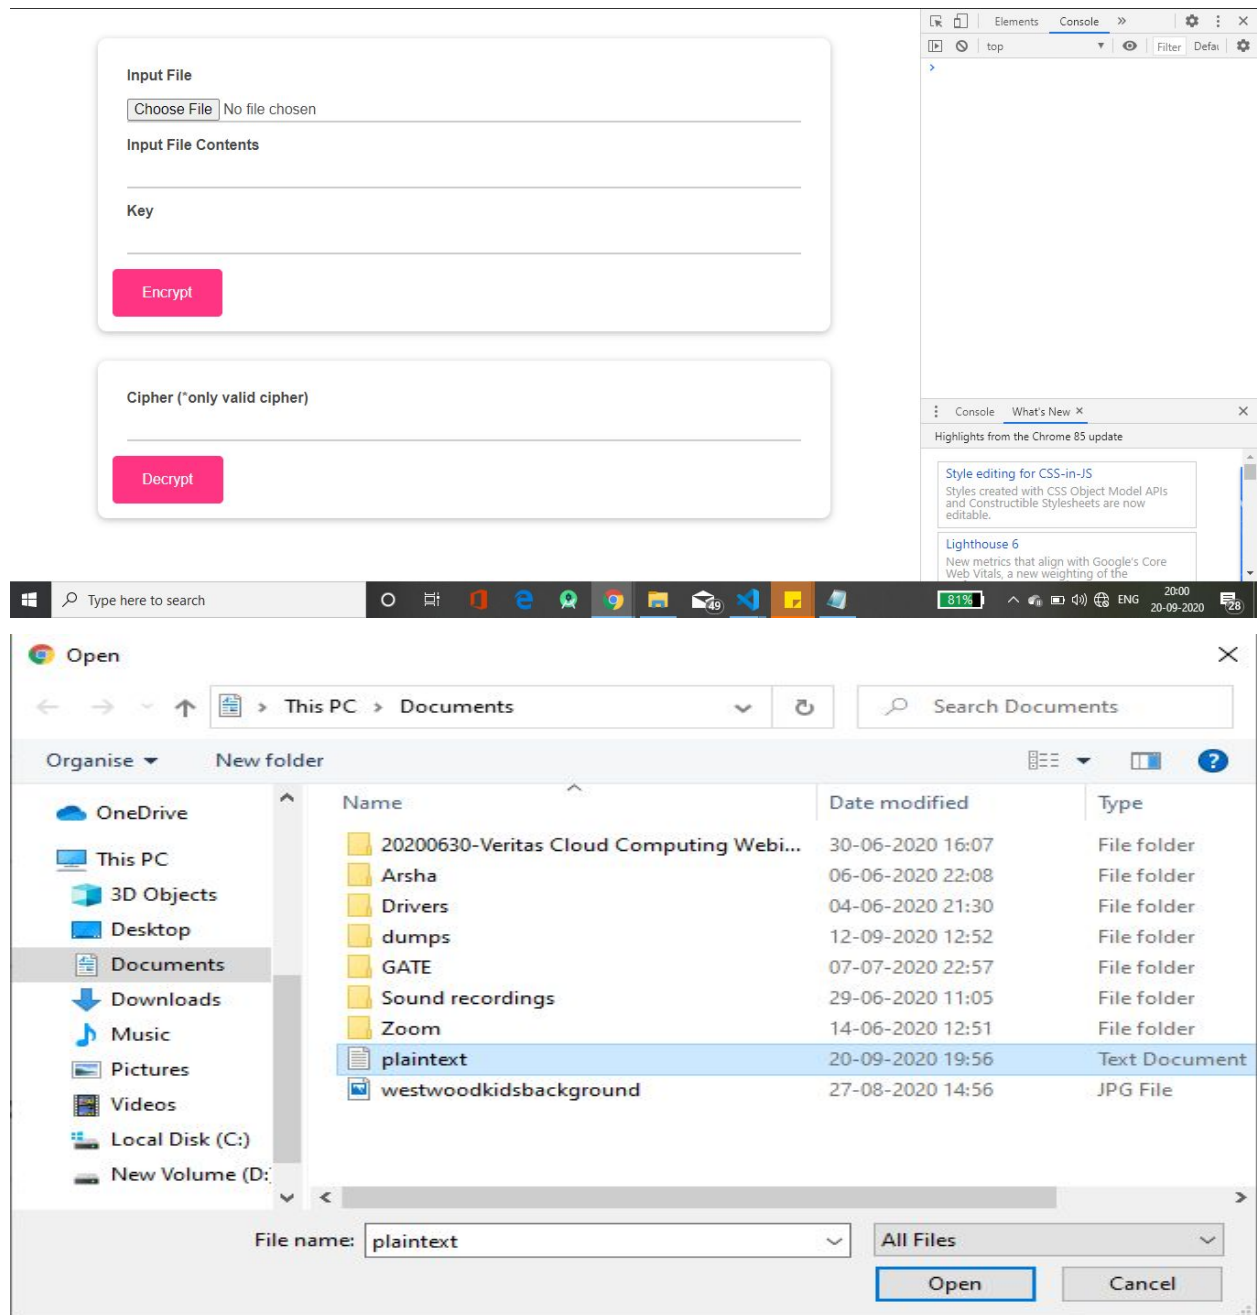 Elements Console »
top Filter Defau
Input File
Choose File No file chosen
Input File Contents
Key
Encrypt
Cipher (*only valid cipher)
Decrypt
Console What's New ×
Highlights from the Chrome 85 update
Style editing for CSS-in-JS
Styles created with CSS Object Model APIs
and Constructible Stylesheets are now
editable.
Lighthouse 6
New metrics that align with Google's Core
Web Vitals, a new weighting of the
Type here to search
49
81%
ENG
20:00
20-09-2020
28
Open
This PC > Documents
Search Documents
Organise New folder
OneDrive
This PC
3D Objects
Desktop
Documents
Downloads
Music
Pictures
Videos
Local Disk (C:)
New Volume (D:
Name Date modified Type
20200630-Veritas Cloud Computing Webi... 30-06-2020 16:07 File folder
Arsha 06-06-2020 22:08 File folder
Drivers 04-06-2020 21:30 File folder
dumps 12-09-2020 12:52 File folder
GATE 07-07-2020 22:57 File folder
Sound recordings 29-06-2020 11:05 File folder
Zoom 14-06-2020 12:51 File folder
plaintext 20-09-2020 19:56 Text Document
westwoodkidsbackground 27-08-2020 14:56 JPG File
File name: plaintext All Files
Open Cancel